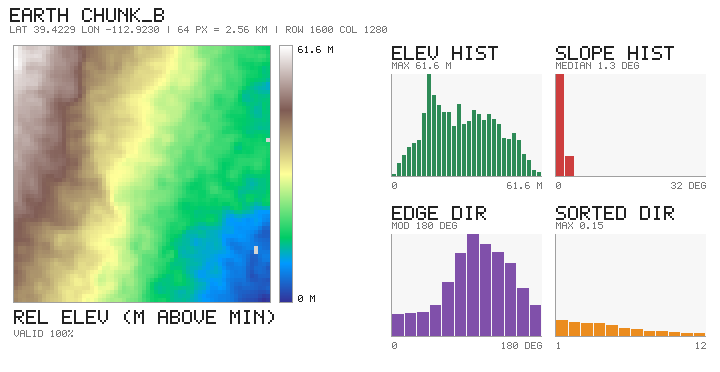 EARTH CHUNK_B
LAT 39.4229 LON -112.9230 | 64 PX = 2.56 KM | ROW 1600 COL 1280
61.6 M
0 M
REL ELEV (M ABOVE MIN)
VALID 100%
ELEV HIST
MAX 61.6 M
0 61.6 M
SLOPE HIST
MEDIAN 1.3 DEG
0 32 DEG
EDGE DIR
MOD 180 DEG
0 180 DEG
SORTED DIR
MAX 0.15
1 12